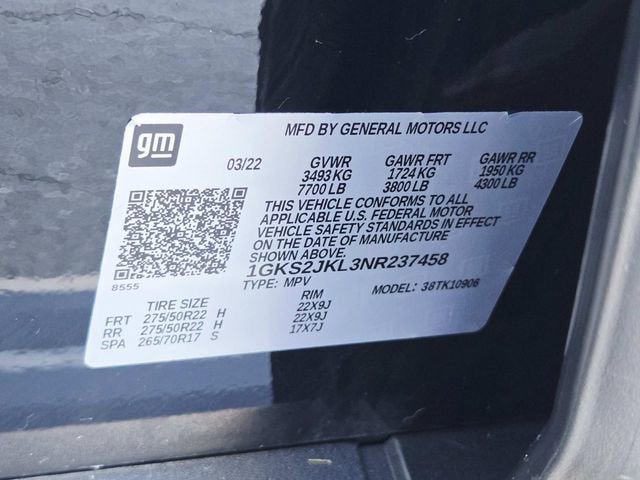 gm
MFD BY GENERAL MOTORS LLC
03/22 GVWR GAWR FRT GAWR RR
3493 KG 1724 KG 1950 KG
7700 LB 3800 LB 4300 LB
THIS VEHICLE CONFORMS TO ALL
APPLICABLE U.S. FEDERAL MOTOR
VEHICLE SAFETY STANDARDS IN EFFECT
ON THE DATE OF MANUFACTURE
SHOWN ABOVE.
1GKS2JKL3NR237458
8555
TYPE: MPV MODEL: 38TK10906
TIRE SIZE RIM
FRT 275/50R22 H 22X9J
RR 275/50R22 H 22X9J
SPA 265/70R17 S 17X7J